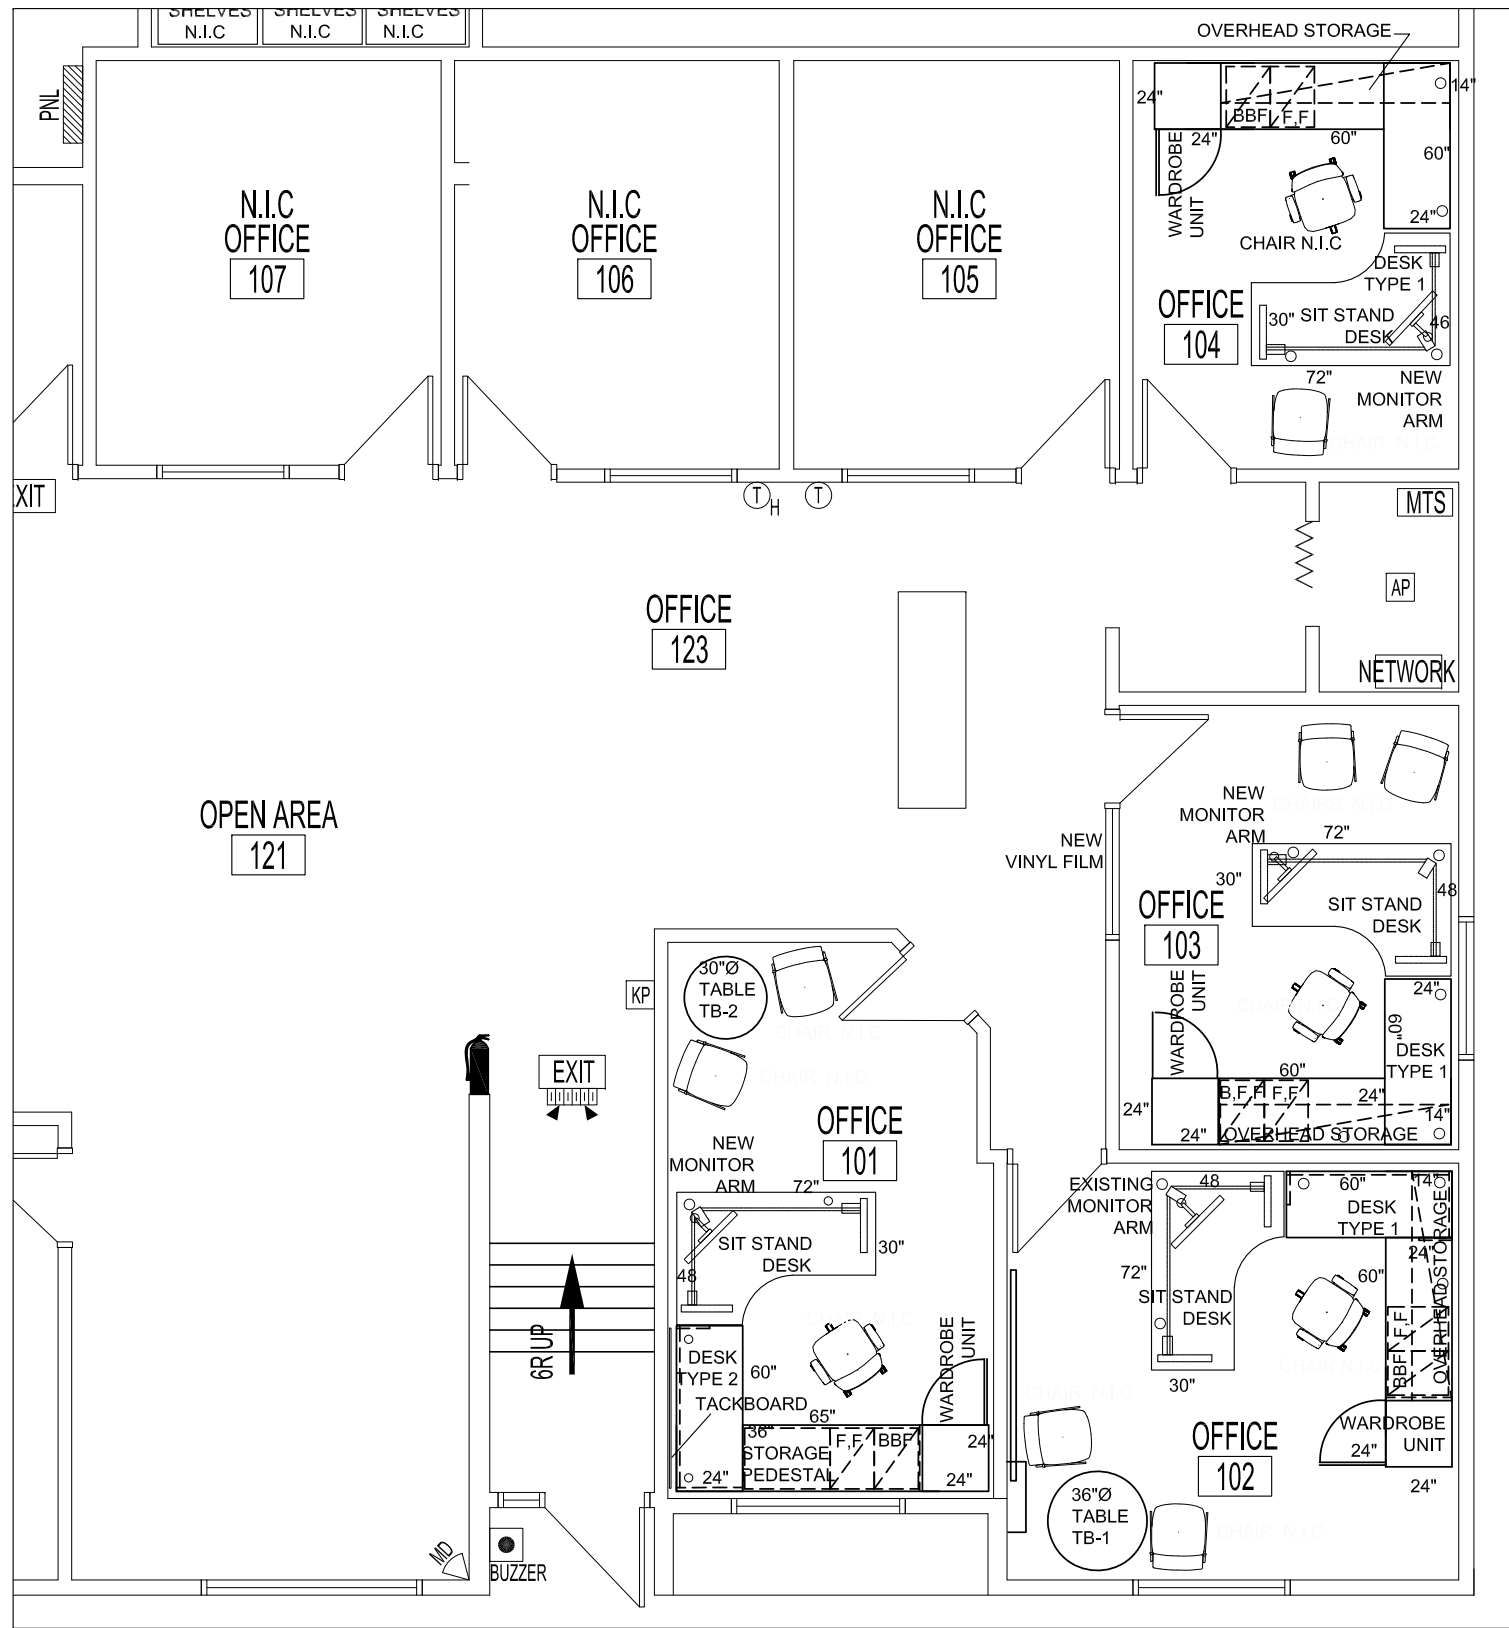 SHELVES
N.I.C
SHELVES
N.I.C
SHELVES
N.I.C
OVERHEAD STORAGE
PNL
N.I.C
OFFICE
107
N.I.C
OFFICE
106
N.I.C
OFFICE
105
24"
BBF
F,F
14"
WARDROBE
UNIT
24"
60"
60"
24"
CHAIR N.I.C
DESK
TYPE 1
OFFICE
104
30"
SIT STAND
DESK
46
72"
NEW
MONITOR
ARM
CHAIR N.I.C
XIT
T
H
T
MTS
AP
NETWORK
OFFICE
123
OPEN AREA
121
NEW
VINYL FILM
NEW
MONITOR
ARM
CHAIRS N.I.C
72"
30"
48
SIT STAND
DESK
OFFICE
103
WARDROBE
UNIT
CHAIR N.I.C
24"
60"
DESK
TYPE 1
60"
24"
24"
B,F,F
F,F
24"
14"
OVERHEAD STORAGE
KP
30"Ø
TABLE
TB-2
CHAIR N.I.C
CHAIR N.I.C
EXIT
OFFICE
101
NEW
MONITOR
ARM
72"
SIT STAND
DESK
30"
48
CHAIR N.I.C
WARDROBE
UNIT
DESK
TYPE 2
60"
TACKBOARD
65"
36"
STORAGE
PEDESTAL
F,F
BBF
24"
24"
24"
6R UP
MD
BUZZER
EXISTING
MONITOR
ARM
48
72"
SIT STAND
DESK
30"
60"
14"
DESK
TYPE 1
24"
60"
OVERHEAD STORAGE
F,F
BBF
CHAIR N.I.C
CHAIR N.I.C
WARDROBE
UNIT
24"
24"
OFFICE
102
36"Ø
TABLE
TB-1
CHAIR N.I.C